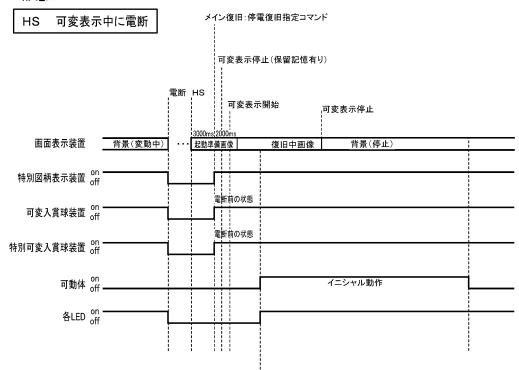 HS 可変表示中に電断
メイン復旧:停電復旧指定コマンド
可変表示停止(保留記憶有り)
電断 HS
可変表示開始
可変表示停止
3000ms 2000ms
画面表示装置 背景(変動中) ･･･ 起動準備画像 復旧中画像 背景(停止)
特別図柄表示装置 on
off
電断前の状態
可変入賞球装置 on
off
電断前の状態
特別可変入賞球装置 on
off
可動体 on
off
イニシャル動作
各LED on
off